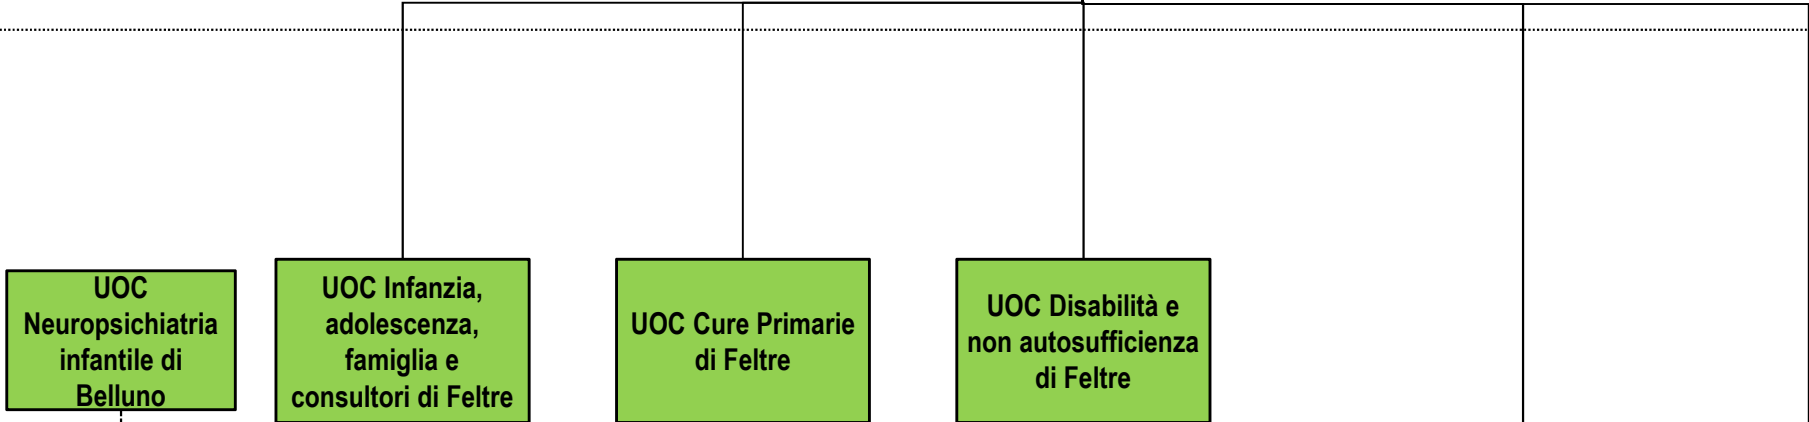 UOC
Neuropsichiatria
infantile di
Belluno
UOC Infanzia,
adolescenza,
famiglia e
consultori di Feltre
UOC Cure Primarie
di Feltre
UOC Disabilità e
non autosufficienza
di Feltre